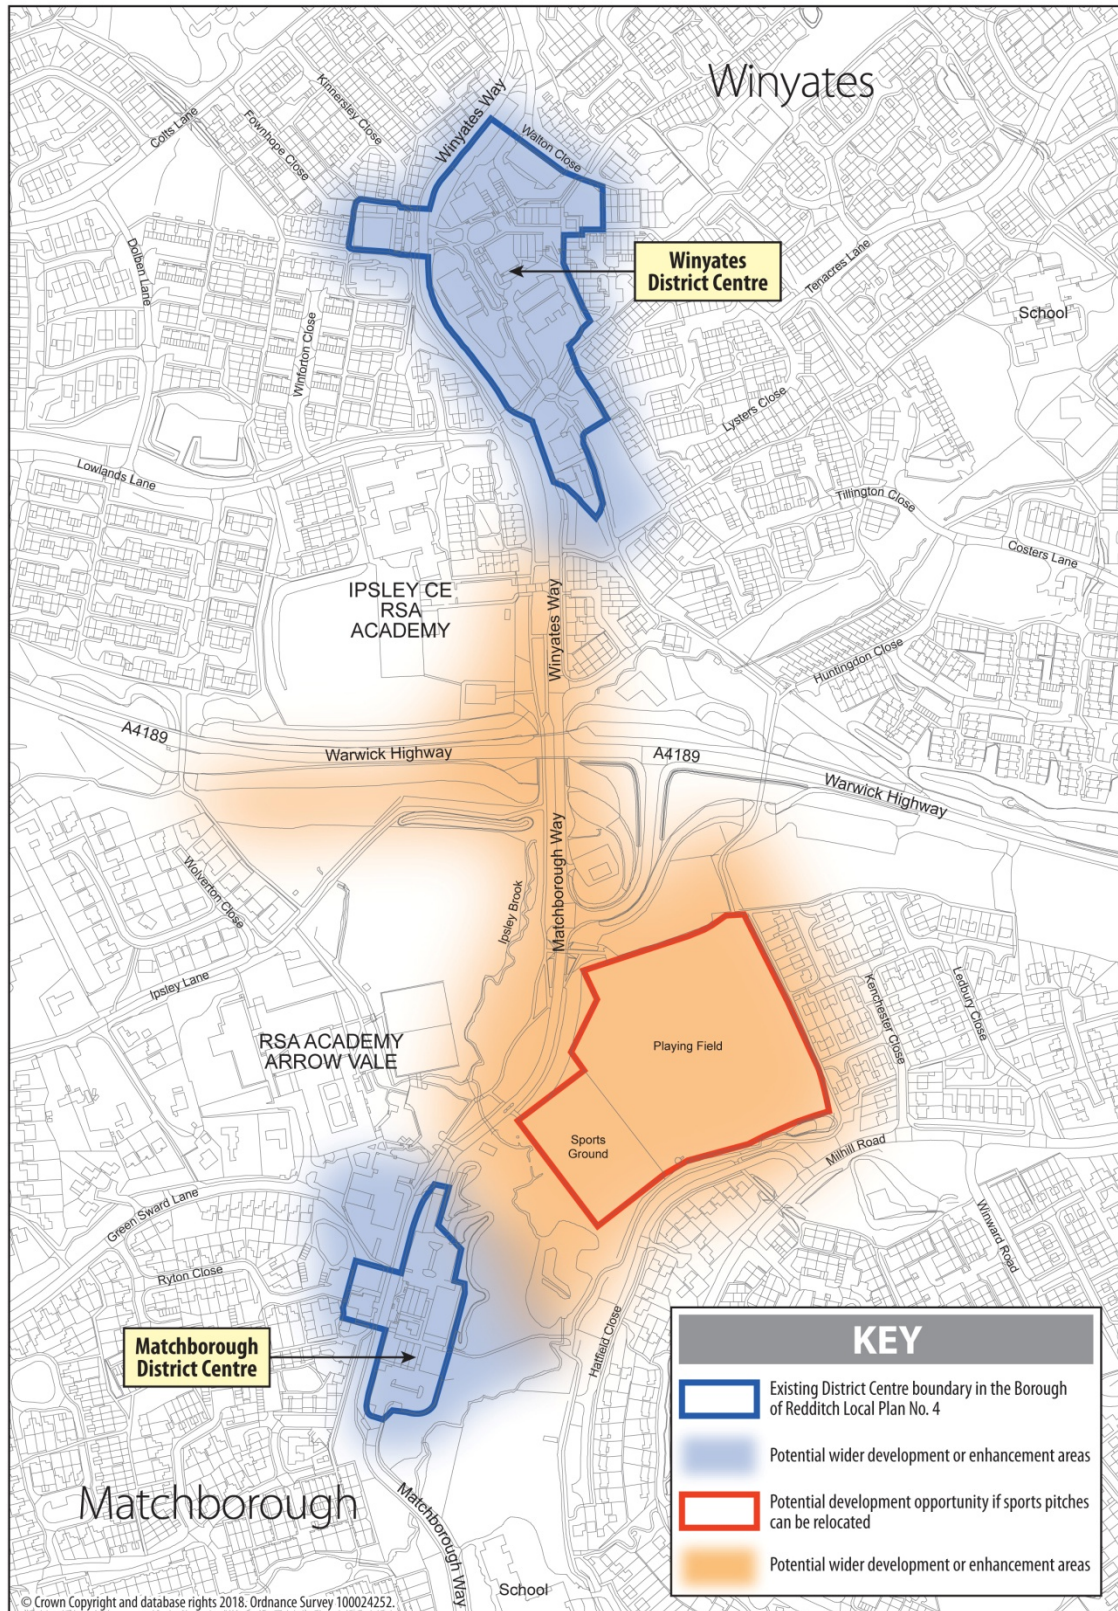 Winyates
Colts Lane
Fownhope Close
Kinnersley Close
Winyates Way
Walton Close
Dolben Lane
Winyates
District Centre
Tenacres Lane
School
Winforton Close
Lysters Close
Lowlands Lane
Tillington Close
Costers Lane
IPSLEY CE
RSA
ACADEMY
Winyates Way
Huntingdon Close
A4189
Warwick Highway
A4189
Warwick Highway
Matchborough Way
Wolverton Close
Ipsley Brook
Ipsley Lane
Kenchester Close
Ledbury Close
RSA ACADEMY
ARROW VALE
Playing Field
Sports
Ground
Milhill Road
Winward Road
Green Sward Lane
Ryton Close
Hatfield Close
Matchborough
District Centre
Matchborough
Matchborough Way
School
KEY
Existing District Centre boundary in the Borough
of Redditch Local Plan No. 4
Potential wider development or enhancement areas
Potential development opportunity if sports pitches
can be relocated
Potential wider development or enhancement areas
© Crown Copyright and database rights 2018. Ordnance Survey 100024252.